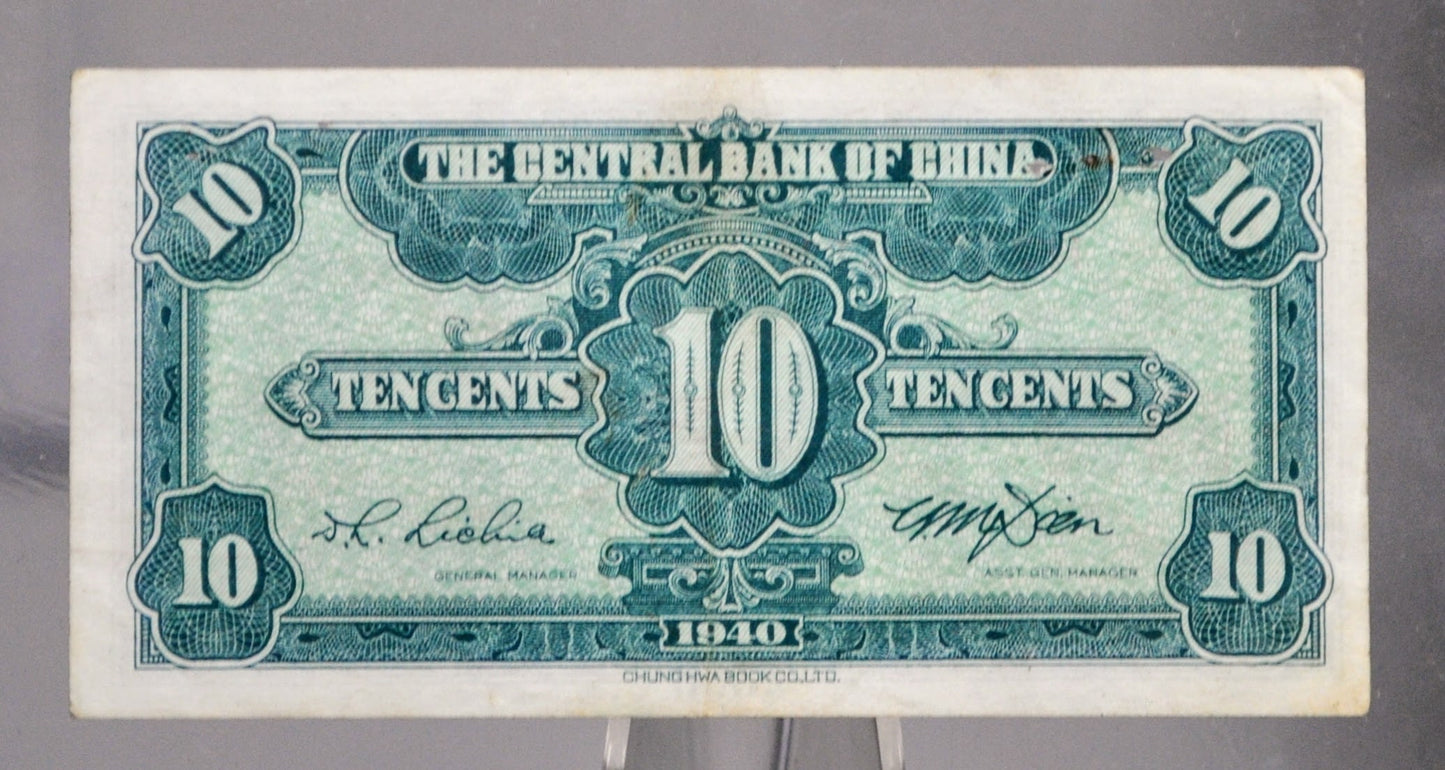 10 THE CENTRAL BANK OF CHINA 10
TEN CENTS 10 TEN CENTS
GENERAL MANAGER ASST. GEN. MANAGER
10 10
1940
CHUNG HWA BOOK CO., LTD.